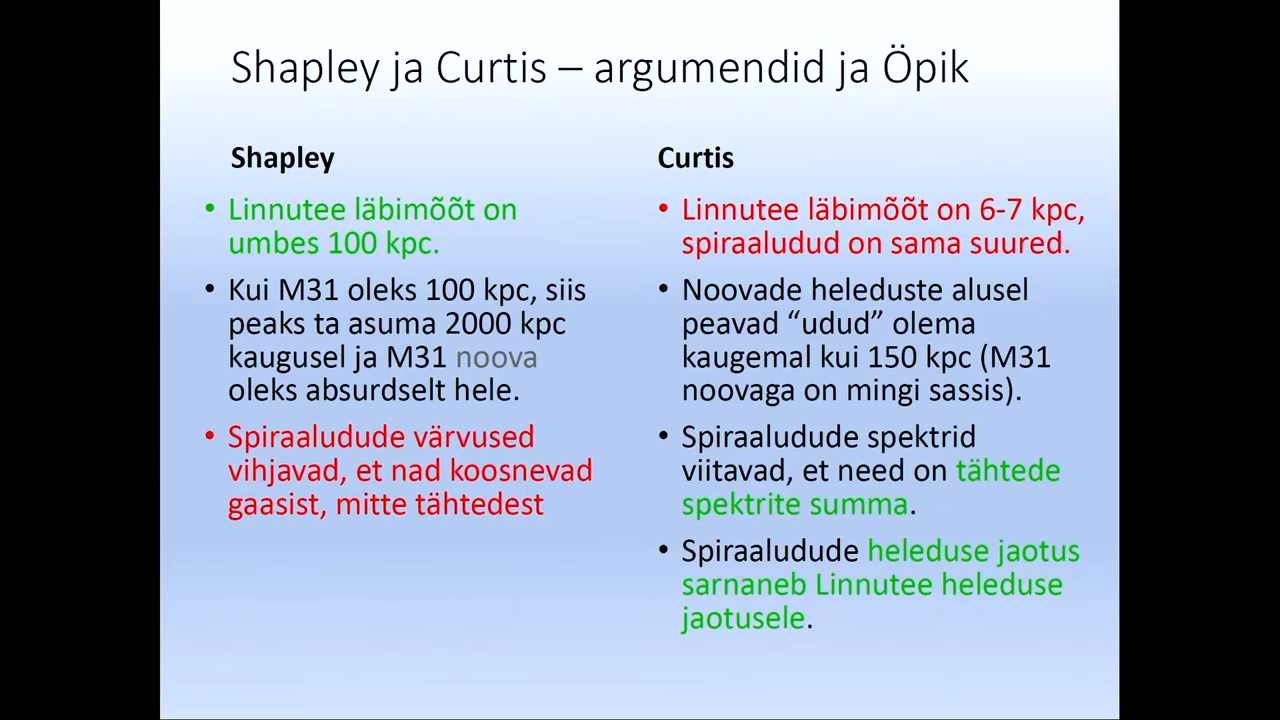 Shapley ja Curtis – argumendid ja Öpik
Shapley
• Linnutee läbimõõt on
umbes 100 kpc.
• Kui M31 oleks 100 kpc, siis
peaks ta asuma 2000 kpc
kaugusel ja M31 noova
oleks absurdselt hele.
• Spiraaludude värvused
vihjavad, et nad koosnevad
gaasist, mitte tähtedest
Curtis
• Linnutee läbimõõt on 6-7 kpc,
spiraaludud on sama suured.
• Noovade heleduste alusel
peavad “udud” olema
kaugemal kui 150 kpc (M31
noovaga on mingi sassis).
• Spiraaludude spektrid
viitavad, et need on tähtede
spektrite summa.
• Spiraaludude heleduse jaotus
sarnaneb Linnutee heleduse
jaotusele.